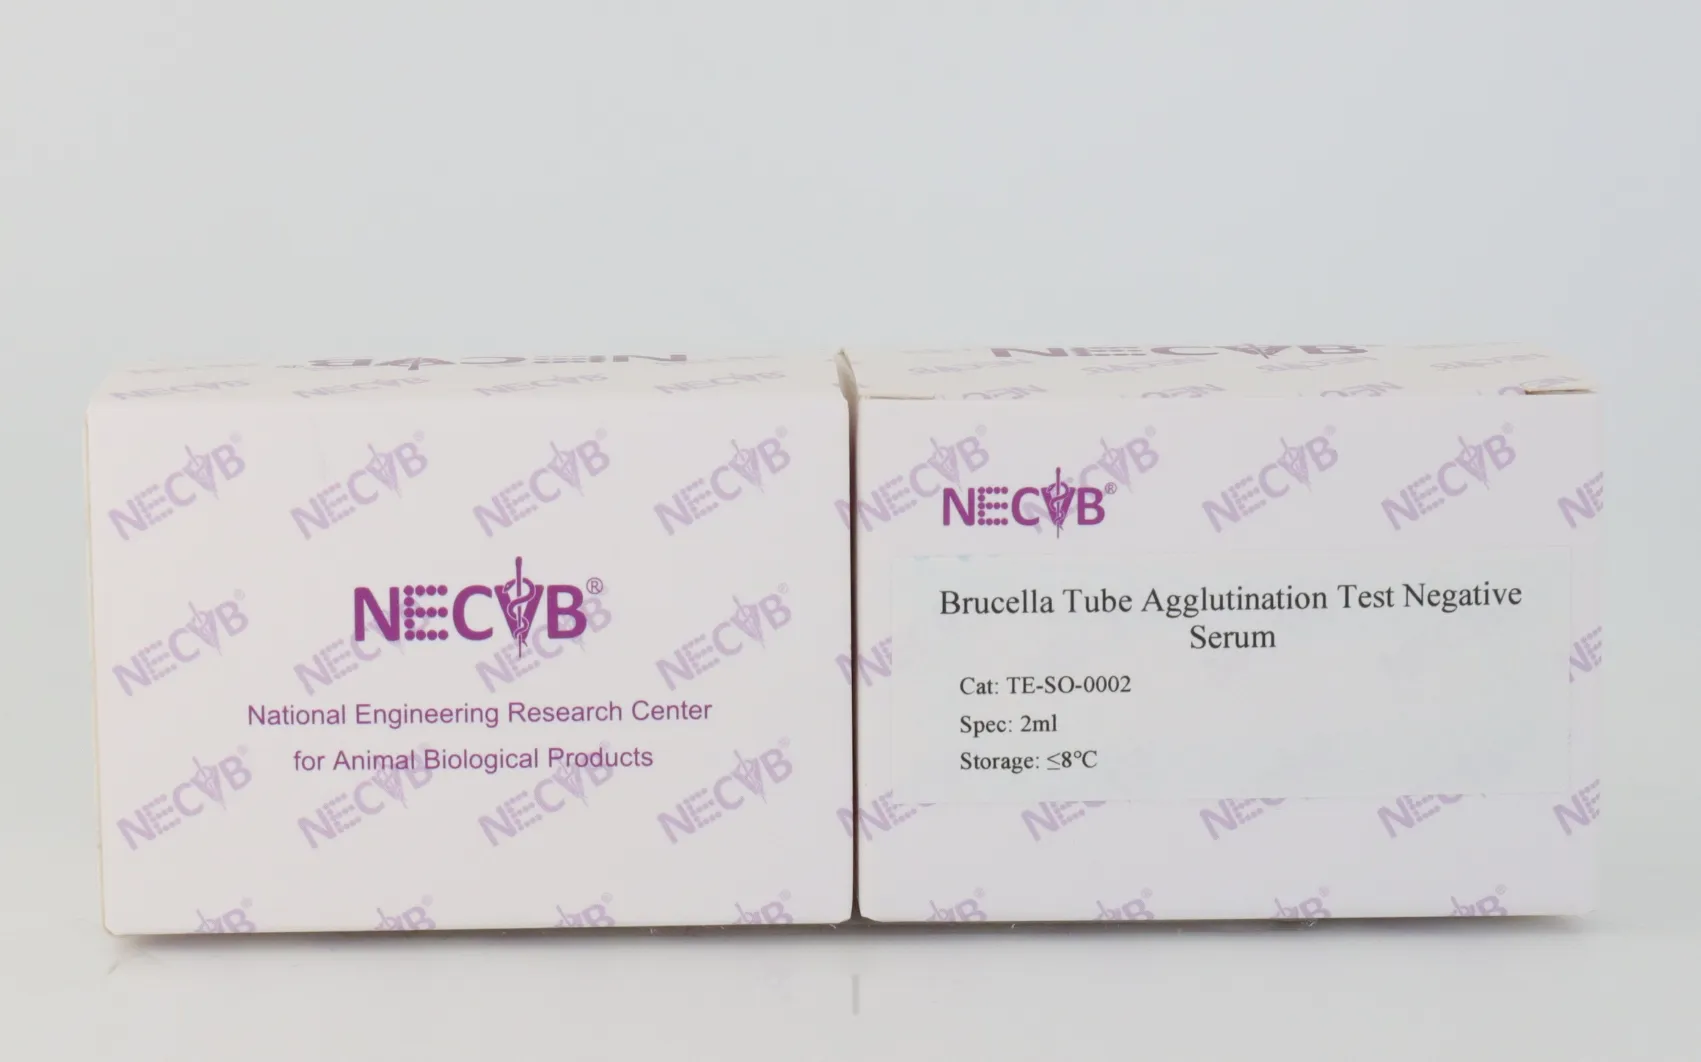 NECVB®
National Engineering Research Center
for Animal Biological Products
NECVB®
Brucella Tube Agglutination Test Negative
Serum
Cat: TE-SO-0002
Spec: 2ml
Storage: ≤8℃